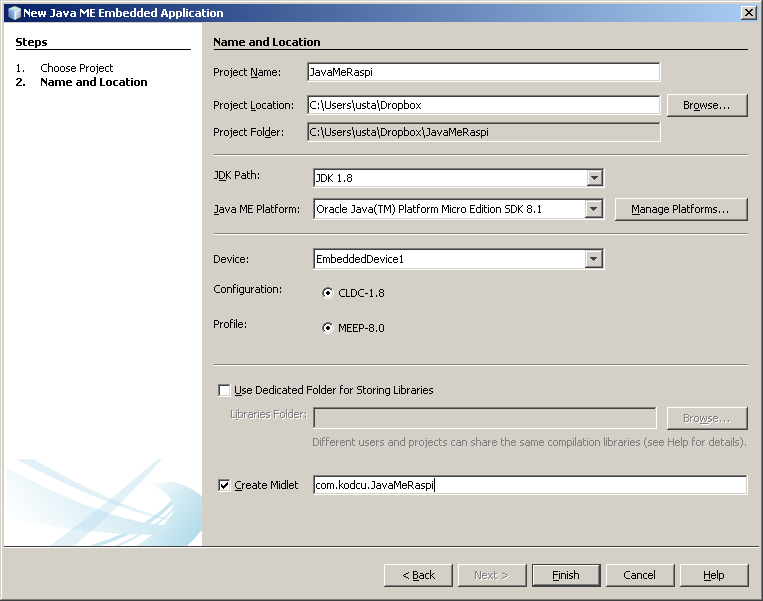 New Java ME Embedded Application
Steps
1. Choose Project
2. Name and Location
Name and Location
Project Name: JavaMeRaspi
Project Location: C:\Users\usta\Dropbox Browse...
Project Folder: C:\Users\usta\Dropbox\JavaMeRaspi
JDK Path: JDK 1.8
Java ME Platform: Oracle Java(TM) Platform Micro Edition SDK 8.1 Manage Platforms...
Device: EmbeddedDevice1
Configuration: CLDC-1.8
Profile: MEEP-8.0
Use Dedicated Folder for Storing Libraries
Libraries Folder: Browse...
Different users and projects can share the same compilation libraries (see Help for details).
Create Midlet com.kodcu.JavaMeRaspi
< Back Next > Finish Cancel Help